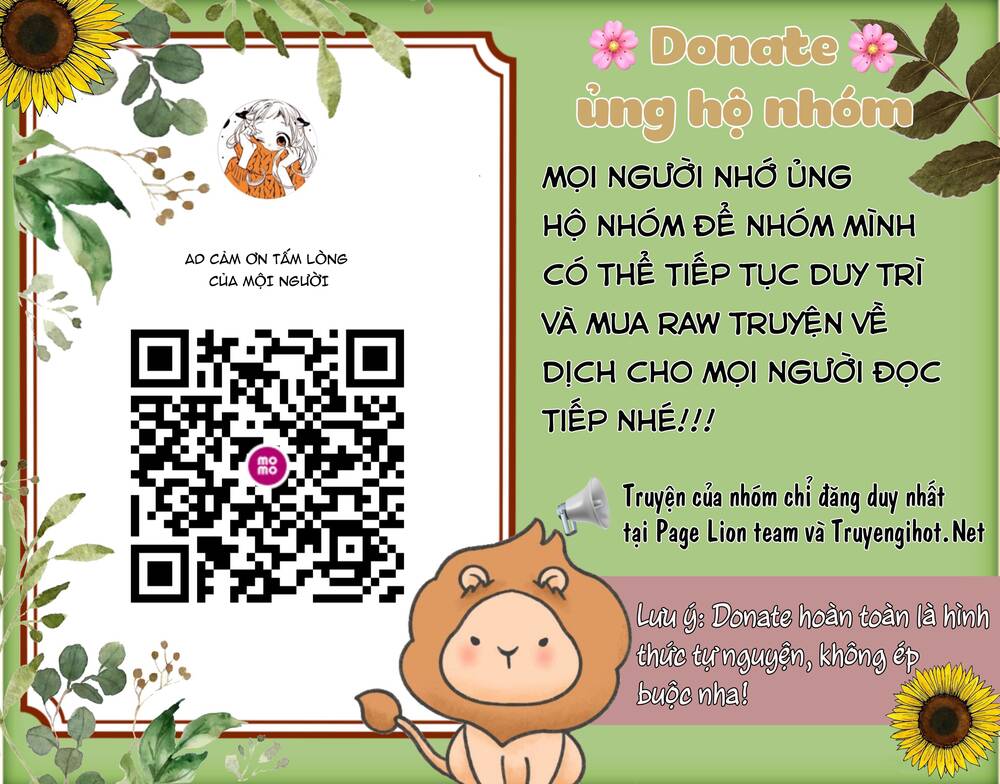 Donate
ủng hộ nhóm
AD CẢM ƠN TẤM LÒNG
CỦA MỘI NGƯỜI
MỌI NGƯỜI NHỚ ỦNG
HỘ NHÓM ĐỂ NHÓM MÌNH
CÓ THỂ TIẾP TỤC DUY TRÌ
VÀ MUA RAW TRUYỆN VỀ
DỊCH CHO MỌI NGƯỜI ĐỌC
TIẾP NHÉ!!!
mo
mo
Truyện của nhóm chỉ đăng duy nhất
tại Page Lion team và Truyengihot.Net
Lưu ý: Donate hoàn toàn là hình
thức tự nguyện, không ép
buộc nha!